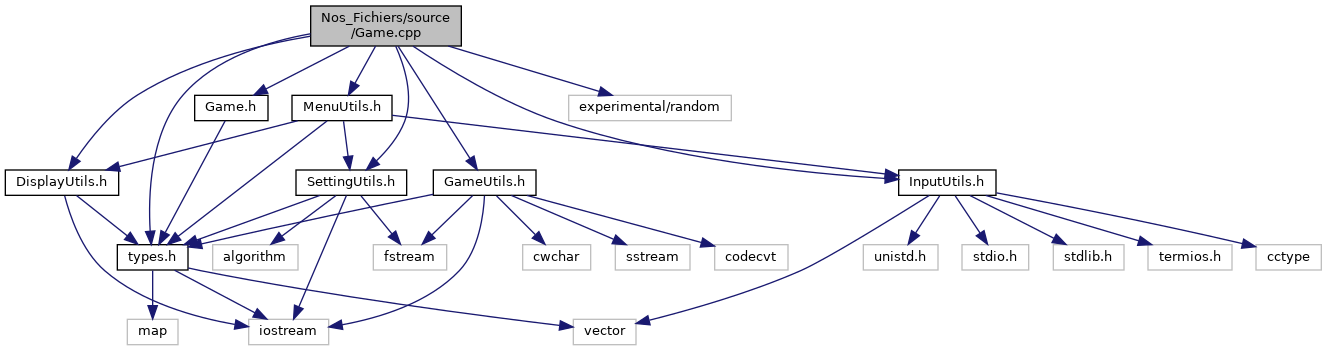 Nos_Fichiers/source
/Game.cpp
Game.h
MenuUtils.h
experimental/random
DisplayUtils.h
SettingUtils.h
GameUtils.h
InputUtils.h
types.h
algorithm
fstream
cwchar
sstream
codecvt
unistd.h
stdio.h
stdlib.h
termios.h
cctype
map
iostream
vector